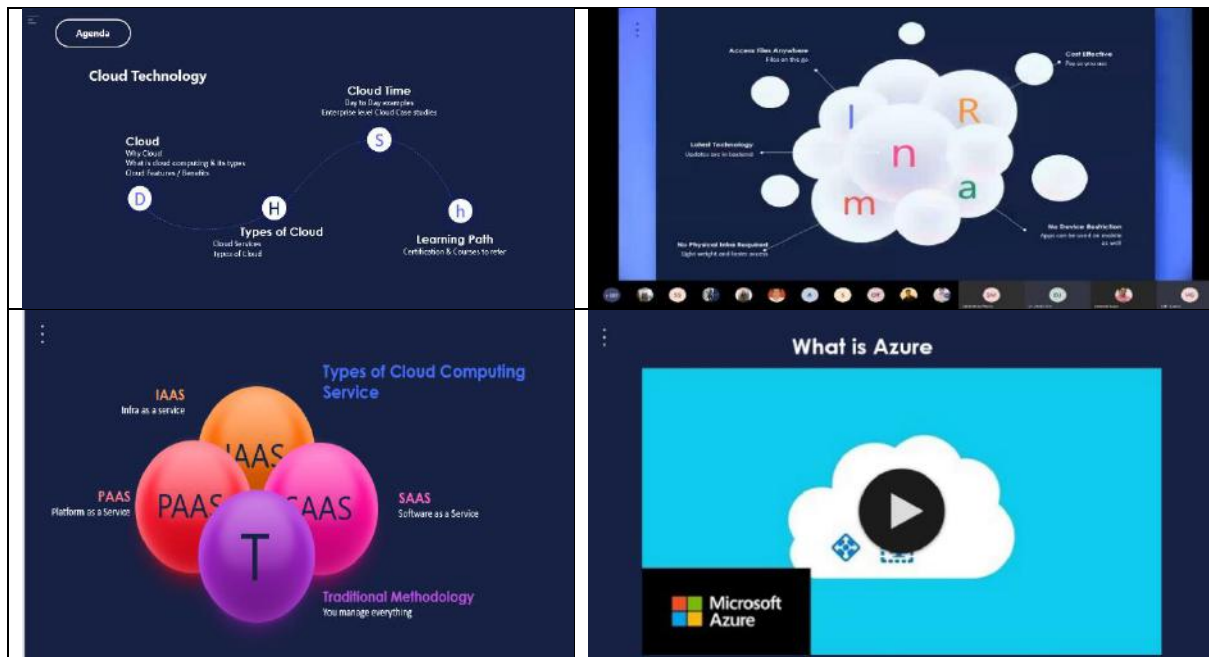 Agenda
Cloud Technology
Cloud Time
Day to Day examples
Enterprise level Cloud Case studies
Cloud
Why Cloud
What is cloud computing & its types
Cloud Features / Benefits
D
H
S
h
Types of Cloud
Cloud Services
Types of Cloud
Learning Path
Certification & Courses to refer
Access Files Anywhere
Files on the go
Cost Effective
Pay as you use
I
R
Latest Technology
Updates are in backend
n
m
a
No Physical Infra Required
Light weight and faster access
No Device Restriction
Apps can be used on mobile
as well
Types of Cloud Computing
Service
IAAS
Infra as a service
IAAS
PAAS
Platform as a Service
PAAS
SAAS
SAAS
Software as a Service
T
Traditional Methodology
You manage everything
What is Azure
Microsoft
Azure